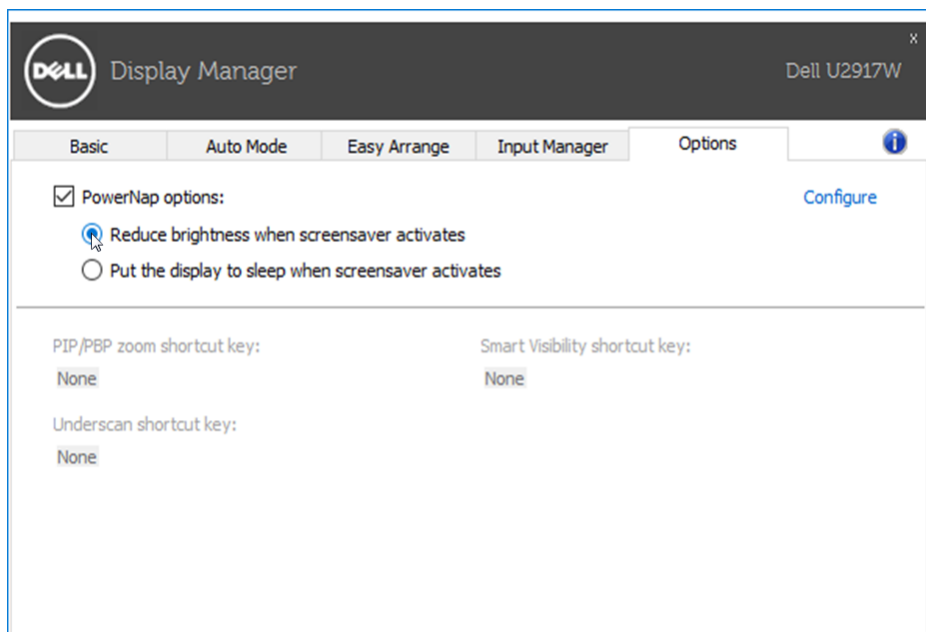 x
DELL Display Manager Dell U2917W
Basic Auto Mode Easy Arrange Input Manager Options i
PowerNap options: Configure
Reduce brightness when screensaver activates
Put the display to sleep when screensaver activates
PIP/PBP zoom shortcut key: Smart Visibility shortcut key:
None None
Underscan shortcut key:
None